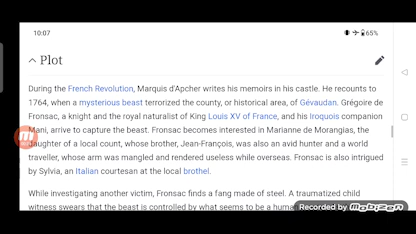 10:07
65%
Plot
During the French Revolution, Marquis d'Apcher writes his memoirs in his castle. He recounts to
1764, when a mysterious beast terrorized the county, or historical area, of Gévaudan. Grégoire de
Fronsac, a knight and the royal naturalist of King Louis XV of France, and his Iroquois companion
Mani, arrive to capture the beast. Fronsac becomes interested in Marianne de Morangias, the
daughter of a local count, whose brother, Jean-François, was also an avid hunter and a world
traveller, whose arm was mangled and rendered useless while overseas. Fronsac is also intrigued
by Sylvia, an Italian courtesan at the local brothel.
While investigating another victim, Fronsac finds a fang made of steel. A traumatized child
witness swears that the beast is controlled by what seems to be a huma
Recorded by Mobizen